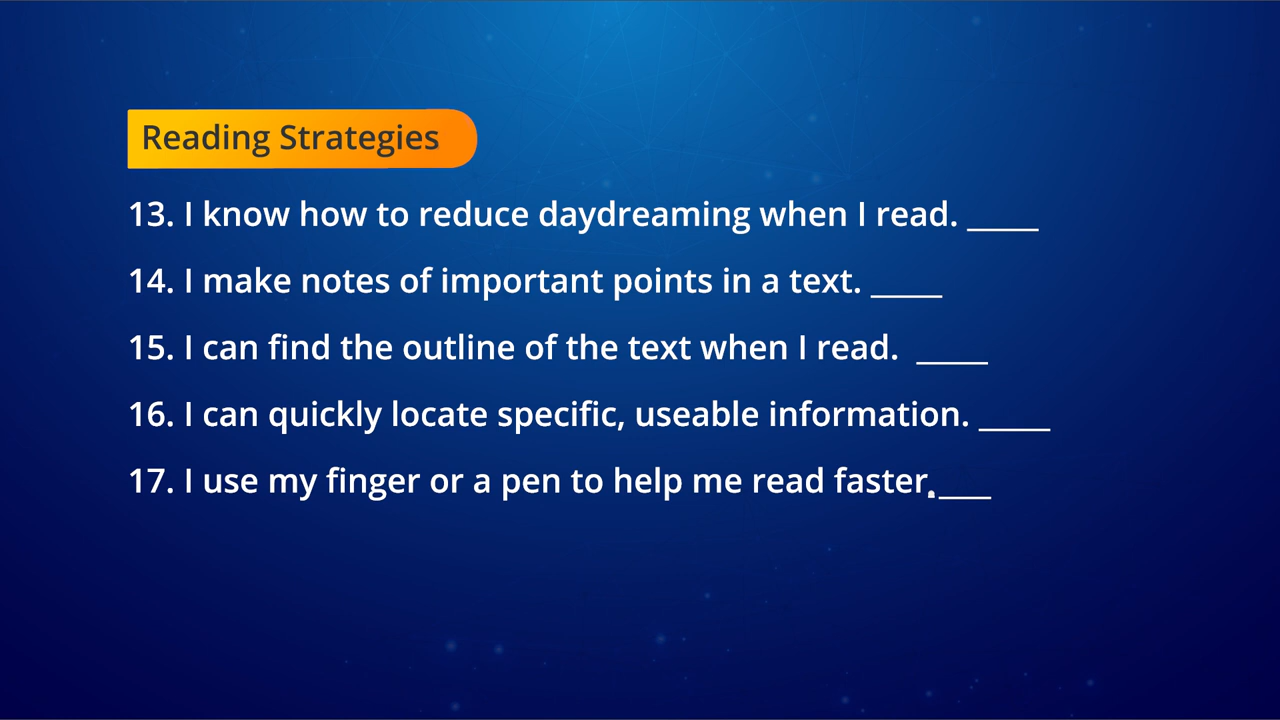 Reading Strategies
13. I know how to reduce daydreaming when I read. _____
14. I make notes of important points in a text. _____
15. I can find the outline of the text when I read. _____
16. I can quickly locate specific, useable information. _____
17. I use my finger or a pen to help me read faster. ____